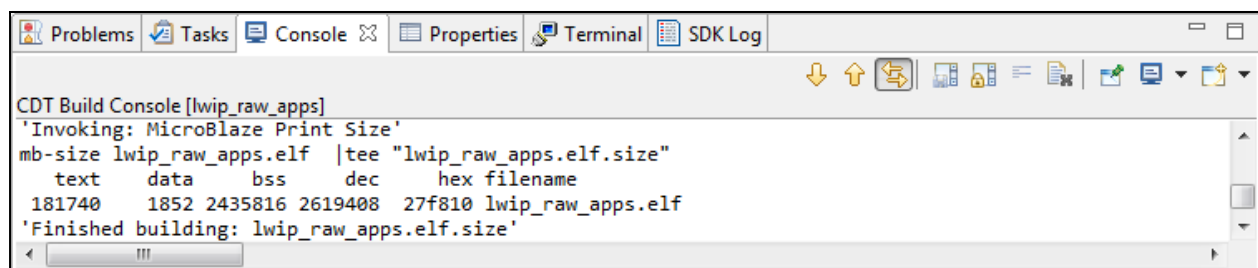 Problems Tasks Console Properties Terminal SDK Log
CDT Build Console [lwip_raw_apps]
'Invoking: MicroBlaze Print Size'
mb-size lwip_raw_apps.elf  |tee "lwip_raw_apps.elf.size"
   text    data     bss     dec     hex filename
 181740    1852 2435816 2619408  27f810 lwip_raw_apps.elf
'Finished building: lwip_raw_apps.elf.size'